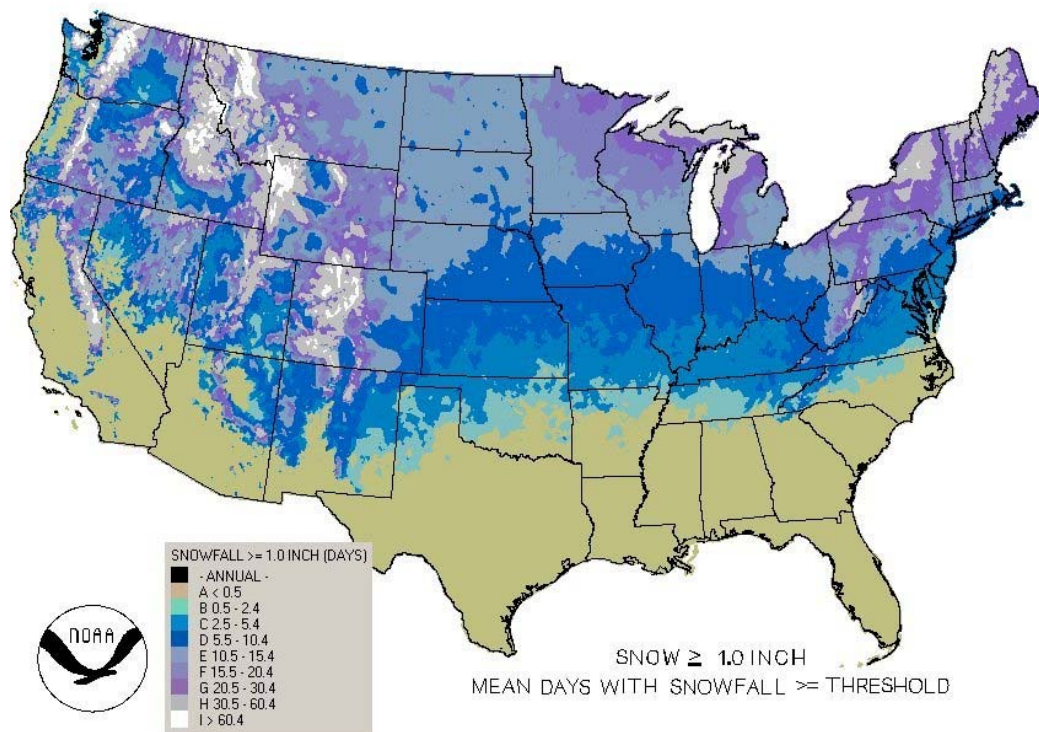 SNOWFALL >= 1.0 INCH (DAYS)
- ANNUAL -
A < 0.5
B 0.5 - 2.4
C 2.5 - 5.4
D 5.5 - 10.4
E 10.5 - 15.4
F 15.5 - 20.4
G 20.5 - 30.4
H 30.5 - 60.4
I > 60.4
NOAA
SNOW ≥ 1.0 INCH
MEAN DAYS WITH SNOWFALL >= THRESHOLD